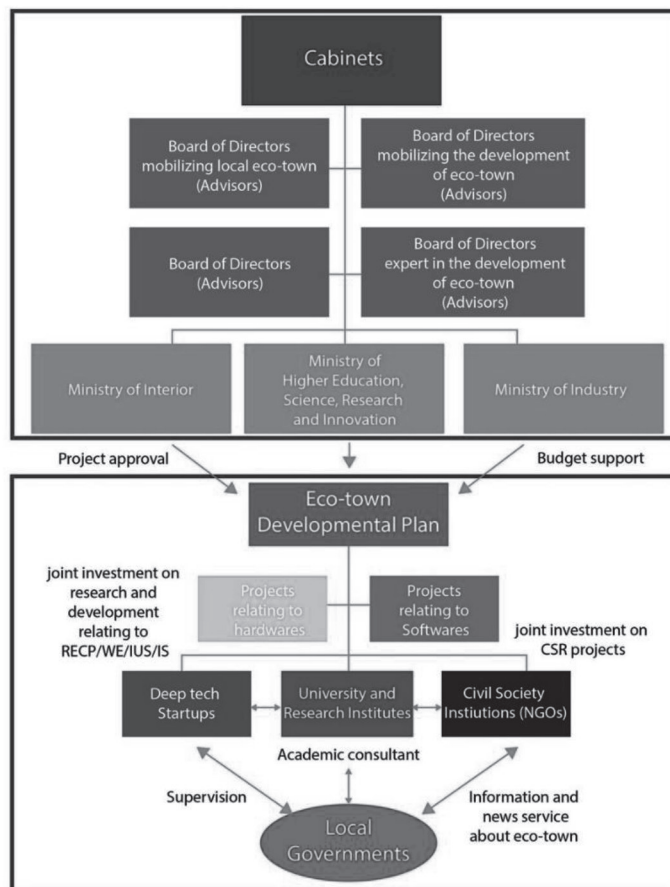 Cabinets
Board of Directors
mobilizing local eco-town
(Advisors)
Board of Directors
mobilizing the development
of eco-town
(Advisors)
Board of Directors
(Advisors)
Board of Directors
expert in the development
of eco-town
(Advisors)
Ministry of Interior
Ministry of
Higher Education,
Science, Research
and Innovation
Ministry of Industry
Project approval
Budget support
Eco-town
Developmental Plan
joint investment on
research and
development
relating to
RECP/WE/IUS/IS
Projects
relating to
hardwares
Projects
relating to
Softwares
joint investment on
CSR projects
Deep tech
Startups
University and
Research Institutes
Civil Society
Instiutions (NGOs)
Academic consultant
Supervision
Information and
news service
about eco-town
Local
Governments